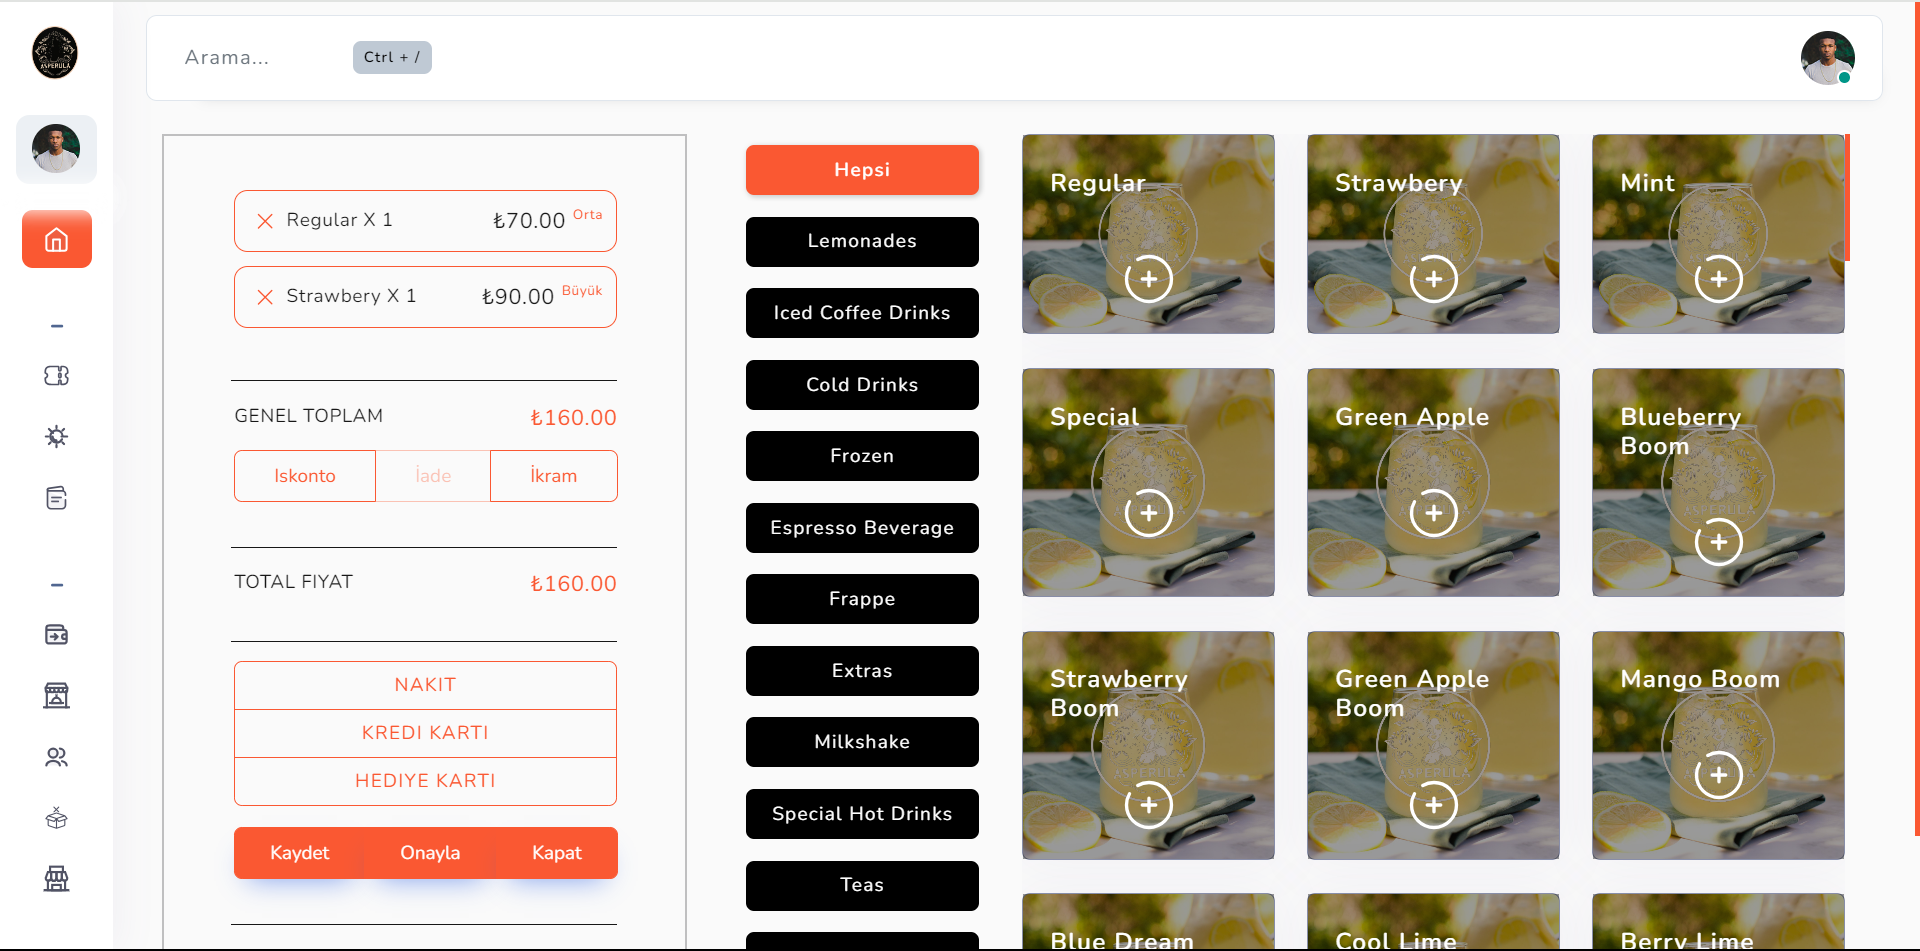 ASPERULA
Arama...
Ctrl + /
Regular X 1
₺70.00 Orta
Strawbery X 1
₺90.00 Büyük
GENEL TOPLAM
₺160.00
Iskonto
İade
İkram
TOTAL FIYAT
₺160.00
NAKIT
KREDI KARTI
HEDIYE KARTI
Kaydet
Onayla
Kapat
Hepsi
Lemonades
Iced Coffee Drinks
Cold Drinks
Frozen
Espresso Beverage
Frappe
Extras
Milkshake
Special Hot Drinks
Teas
Regular
Strawbery
Mint
Special
Green Apple
Blueberry
Boom
Strawberry
Boom
Green Apple
Boom
Mango Boom
Blue Dream
Cool Lime
Berry Lime